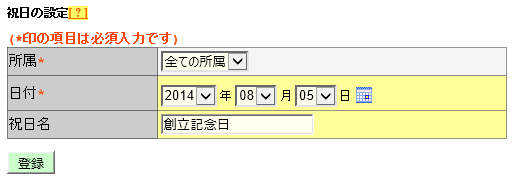 祝日の設定[?]
(*印の項目は必須入力です)
所属* 全ての所属
日付* 2014 年 08 月 05 日
祝日名 創立記念日
登録